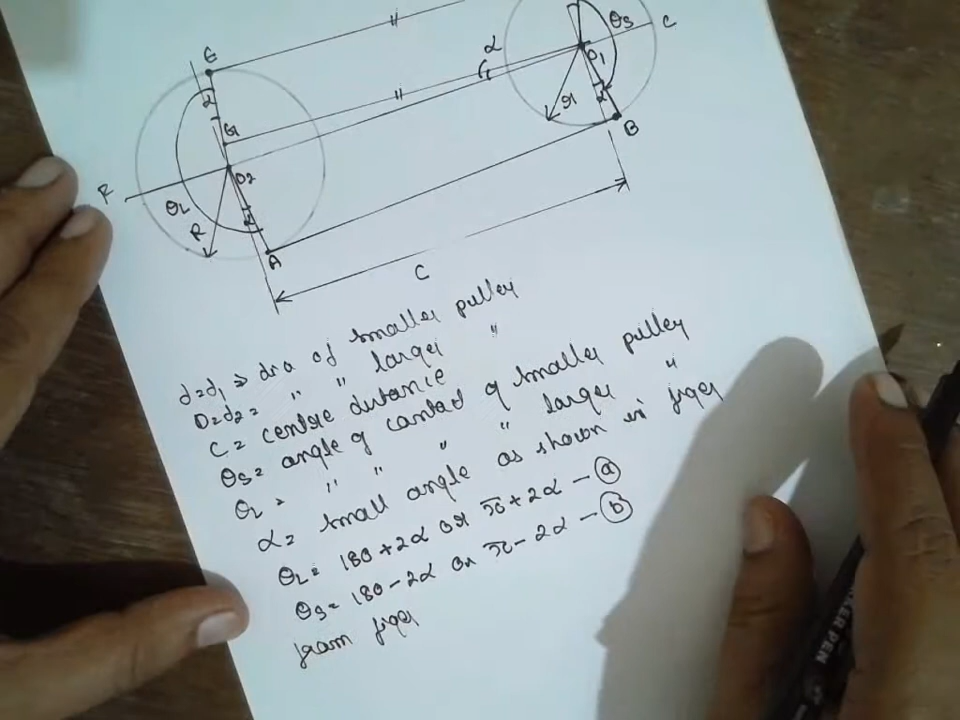 E
"
α
θs
C
O1
r
α
B
α
G
"
O2
R
θL
R
α
A
C
d=d1 = dia of smaller pulley
D=d2= " " larger "
C= centre distance
θs= angle of contact of smaller pulley
θL = " " " " larger "
α= small angle as shown in figer
θL= 180+2α or π+2α — (a)
θs= 180-2α or π-2α — (b)
from figer
KER PEN